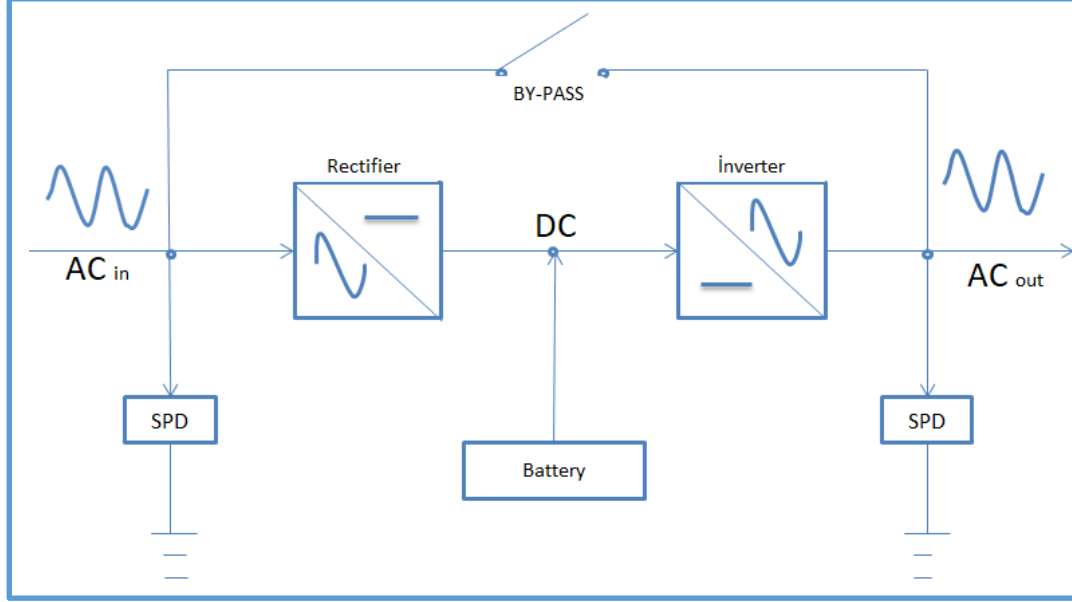 BY-PASS
Rectifier
İnverter
DC
AC in
AC out
SPD
SPD
Battery